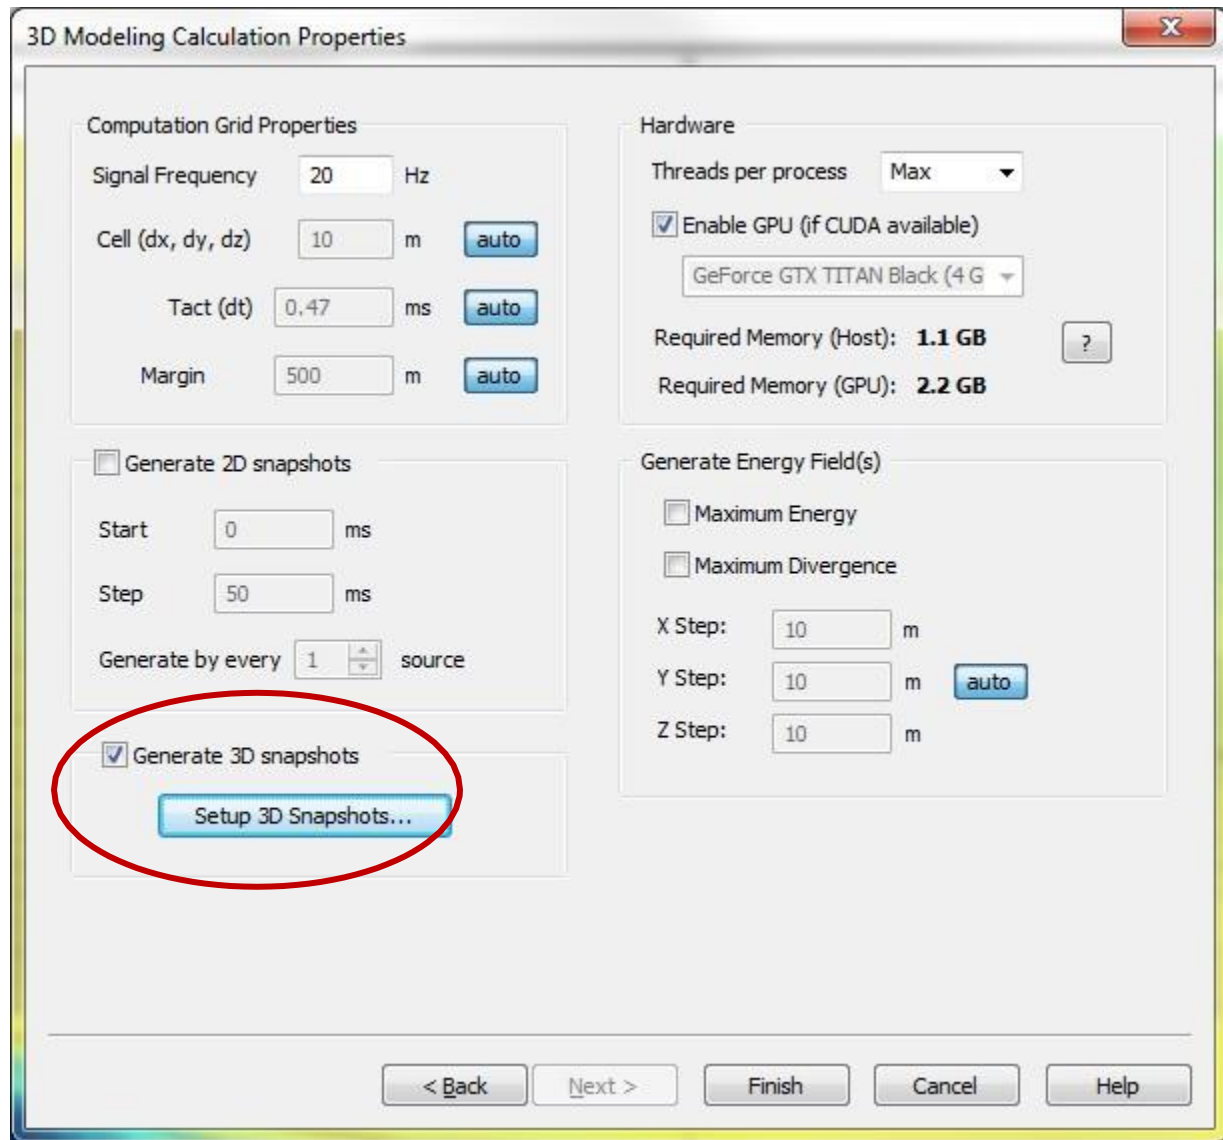 3D Modeling Calculation Properties
Computation Grid Properties
Signal Frequency 20 Hz
Cell (dx, dy, dz) 10 m auto
Tact (dt) 0.47 ms auto
Margin 500 m auto
Generate 2D snapshots
Start 0 ms
Step 50 ms
Generate by every 1 source
Generate 3D snapshots
Setup 3D Snapshots...
Hardware
Threads per process Max
Enable GPU (if CUDA available)
GeForce GTX TITAN Black (4 G
Required Memory (Host): 1.1 GB
?
Required Memory (GPU): 2.2 GB
Generate Energy Field(s)
Maximum Energy
Maximum Divergence
X Step: 10 m
Y Step: 10 m auto
Z Step: 10 m
< Back Next > Finish Cancel Help